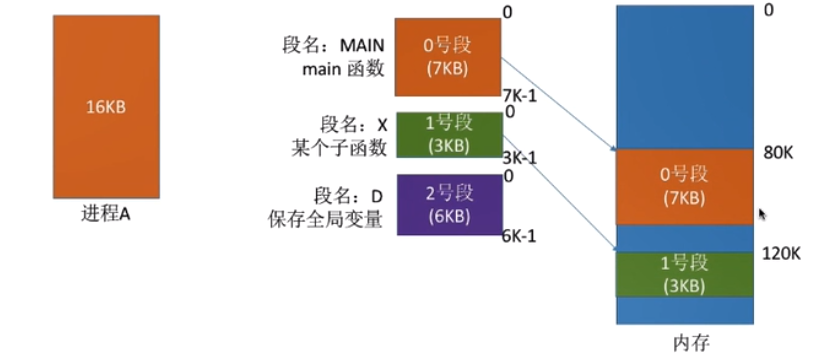 16KB
进程A
段名：MAIN
main 函数
0号段
(7KB)
0
7K-1
段名：X
某个子函数
1号段
(3KB)
0
3K-1
段名：D
保存全局变量
2号段
(6KB)
0
6K-1
0
0号段
(7KB)
80K
1号段
(3KB)
120K
内存